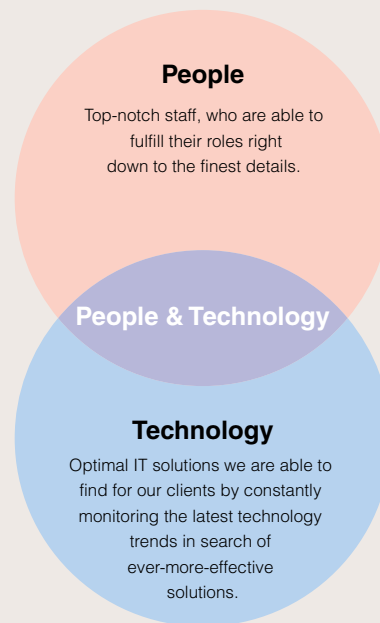 People
Top-notch staff, who are able to
fulfill their roles right
down to the finest details.
People & Technology
Technology
Optimal IT solutions we are able to
find for our clients by constantly
monitoring the latest technology
trends in search of
ever-more-effective
solutions.